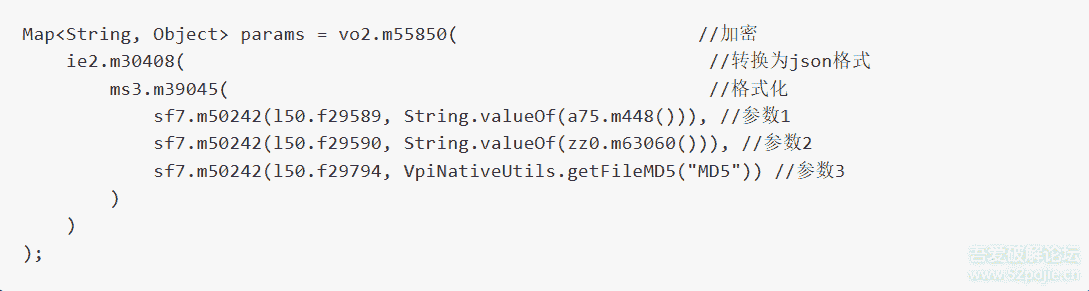 Map<String, Object> params = vo2.m55850(                      //加密
    ie2.m30408(                                                //转换为json格式
        ms3.m39045(                                            //格式化
            sf7.m50242(l50.f29589, String.valueOf(a75.m448())), //参数1
            sf7.m50242(l50.f29590, String.valueOf(zz0.m63060())), //参数2
            sf7.m50242(l50.f29794, VpiNativeUtils.getFileMD5("MD5")) //参数3
        )
    )
);
吾爱破解论坛
www.52pojie.cn